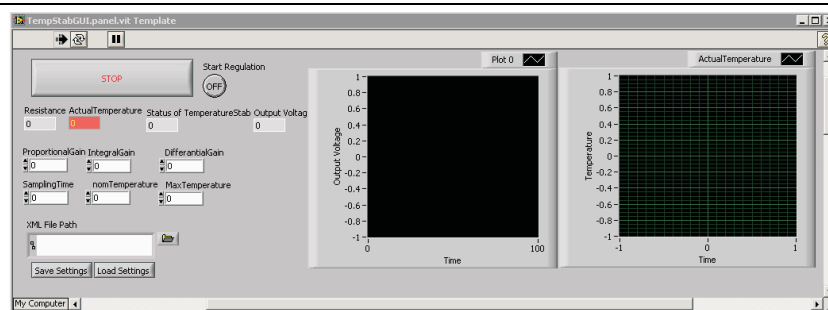 TempStabGUI.panel.vit Template
STOP
Start Regulation
OFF
Resistance ActualTemperature Status of TemperatureStab Output Voltag
0 0 0 0
ProportionalGain IntegralGain DifferantialGain
0 0 0
SamplingTime nomTemperature MaxTemperature
0 0 0
XML File Path
Save Settings Load Settings
Plot 0
Output Voltage
1
0.8
0.6
0.4
0.2
0
-0.2
-0.4
-0.6
-0.8
-1
0 100
Time
ActualTemperature
Temperature
1
0.8
0.6
0.4
0.2
0
-0.2
-0.4
-0.6
-0.8
-1
-1 0 1
Time
My Computer